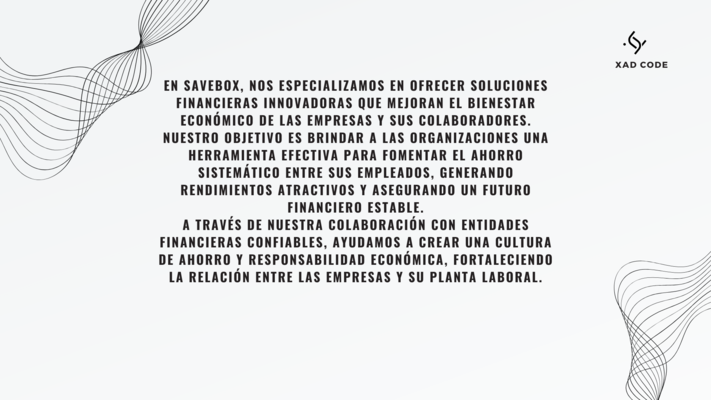 XAD CODE
EN SAVEBOX, NOS ESPECIALIZAMOS EN OFRECER SOLUCIONES
FINANCIERAS INNOVADORAS QUE MEJORAN EL BIENESTAR
ECONÓMICO DE LAS EMPRESAS Y SUS COLABORADORES.
NUESTRO OBJETIVO ES BRINDAR A LAS ORGANIZACIONES UNA
HERRAMIENTA EFECTIVA PARA FOMENTAR EL AHORRO
SISTEMÁTICO ENTRE SUS EMPLEADOS, GENERANDO
RENDIMIENTOS ATRACTIVOS Y ASEGURANDO UN FUTURO
FINANCIERO ESTABLE.
A TRAVÉS DE NUESTRA COLABORACIÓN CON ENTIDADES
FINANCIERAS CONFIABLES, AYUDAMOS A CREAR UNA CULTURA
DE AHORRO Y RESPONSABILIDAD ECONÓMICA, FORTALECIENDO
LA RELACIÓN ENTRE LAS EMPRESAS Y SU PLANTA LABORAL.